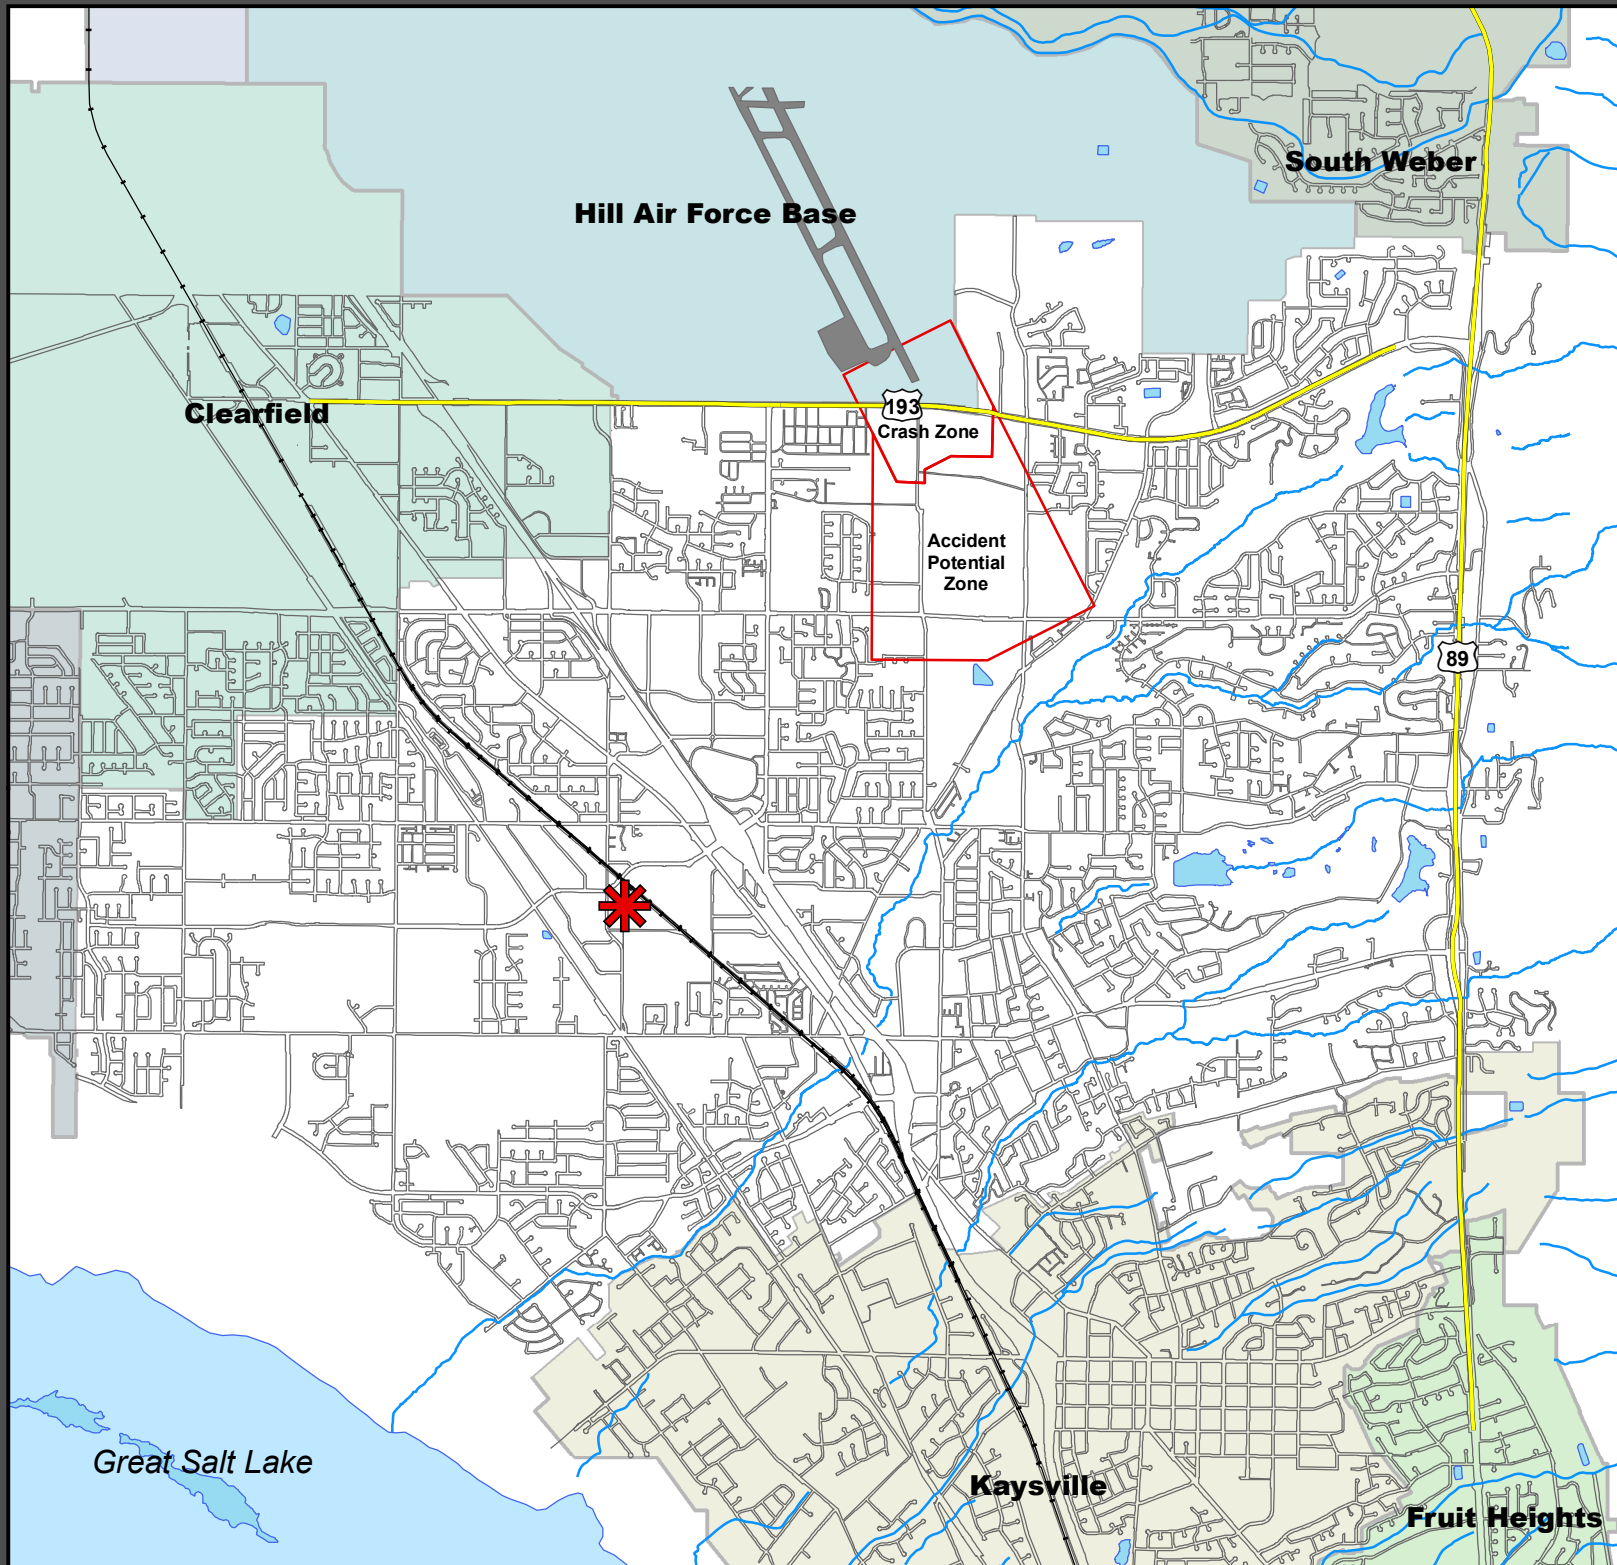 South Weber
Hill Air Force Base
193
Clearfield
Crash Zone
Accident
Potential
Zone
89
Great Salt Lake
Kaysville
Fruit Heights